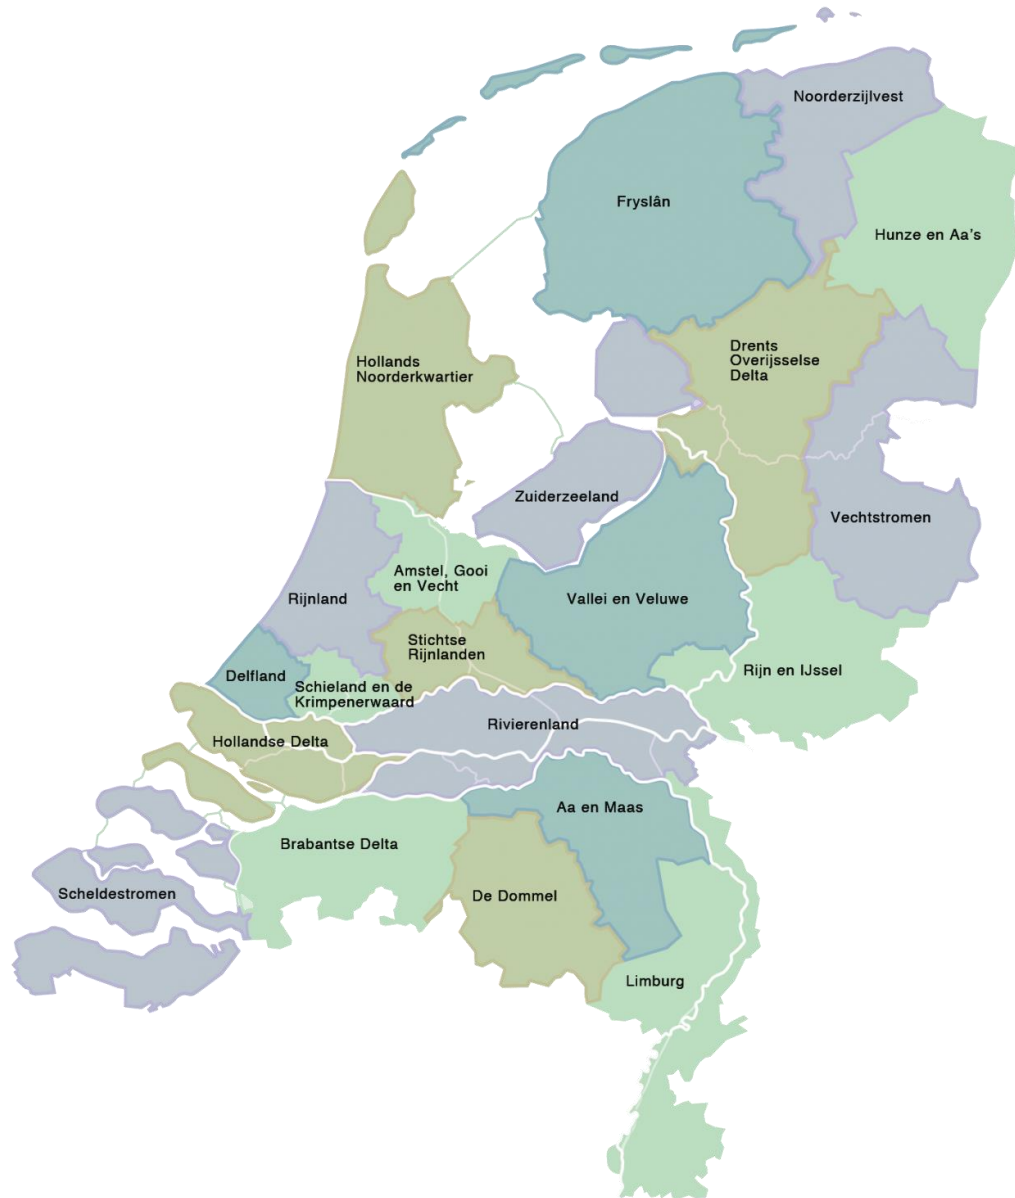 Noorderzijlvest
Fryslân
Hunze en Aa's
Drents
Overijsselse
Delta
Hollands
Noorderkwartier
Zuiderzeeland
Vechtstromen
Amstel, Gooi
en Vecht
Rijnland
Vallei en Veluwe
Stichtse
Rijnlanden
Rijn en IJssel
Delfland
Schieland en de
Krimpenerwaard
Rivierenland
Hollandse Delta
Aa en Maas
Brabantse Delta
Scheldestromen
De Dommel
Limburg